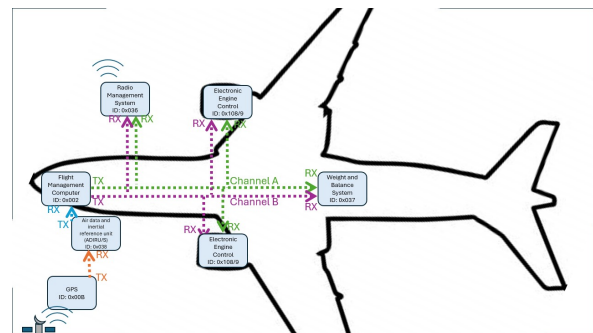 Radio
Management
System
ID: 0x036
RX
RX
Electronic
Engine
Control
ID: 0x108/9
RX
RX
Flight
Management
Computer
ID: 0x002
TX
TX
Channel A
Channel B
RX
RX
Weight and
Balance
System
ID: 0x037
RX
TX
Air data and
inertial
reference unit
(ADIRU/S)
ID: 0x038
RX
TX
GPS
ID: 0x00B
RX
RX
Electronic
Engine
Control
ID: 0x108/9